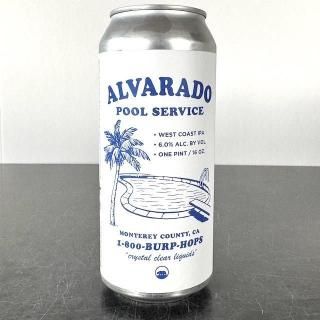 ALVARADO
POOL SERVICE
• WEST COAST IPA
• 6.0% ALC. BY VOL.
• ONE PINT / 16 OZ.
MONTEREY COUNTY, CA
1-800-BURP-HOPS
"crystal clear liquids"